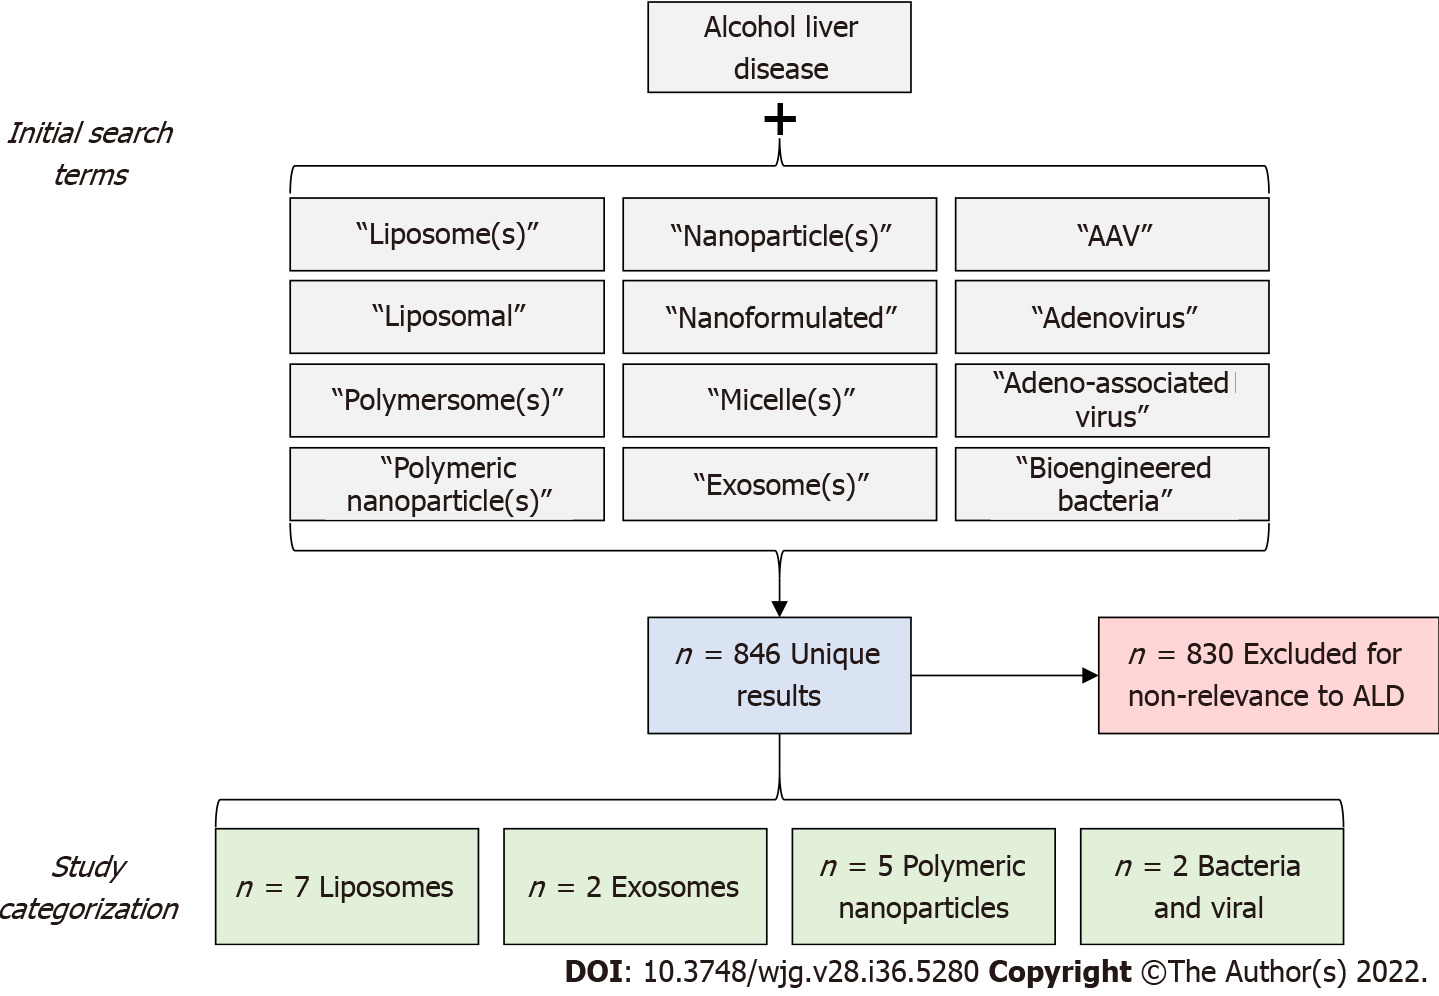 Alcohol liver
disease
+
Initial search
terms
“Liposome(s)”
“Nanoparticle(s)”
“AAV”
“Liposomal”
“Nanoformulated”
“Adenovirus”
“Polymersome(s)”
“Micelle(s)”
“Adeno-associated
virus”
“Polymeric
nanoparticle(s)”
“Exosome(s)”
“Bioengineered
bacteria”
n = 846 Unique
results
n = 830 Excluded for
non-relevance to ALD
Study
categorization
n = 7 Liposomes
n = 2 Exosomes
n = 5 Polymeric
nanoparticles
n = 2 Bacteria
and viral
DOI: 10.3748/wjg.v28.i36.5280 Copyright ©The Author(s) 2022.